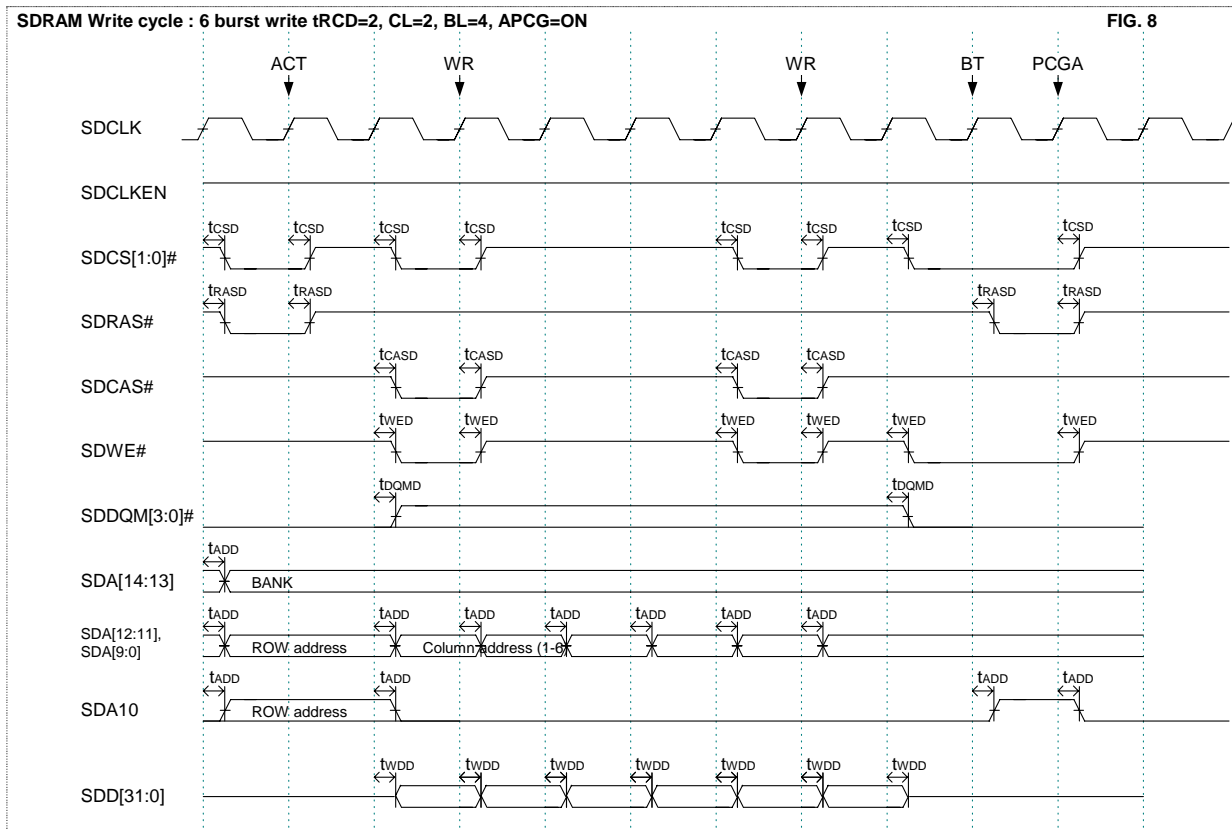 SDRAM Write cycle : 6 burst write tRCD=2, CL=2, BL=4, APCG=ON FIG. 8
ACT WR WR BT PCGA
SDCLK
SDCLKEN
tCSD tCSD tCSD tCSD tCSD tCSD tCSD tCSD
SDCS[1:0]#
tRASD tRASD tRASD tRASD
SDRAS#
tCASD tCASD tCASD tCASD
SDCAS#
tWED tWED tWED tWED tWED tWED
SDWE#
tDQMD tDQMD
SDDQM[3:0]#
tADD
SDA[14:13] BANK
tADD tADD tADD tADD tADD tADD tADD
SDA[12:11],
SDA[9:0]
ROW address Column address (1-6
tADD tADD tADD tADD
SDA10 ROW address
tWDD tWDD tWDD tWDD tWDD tWDD tWDD
SDD[31:0]